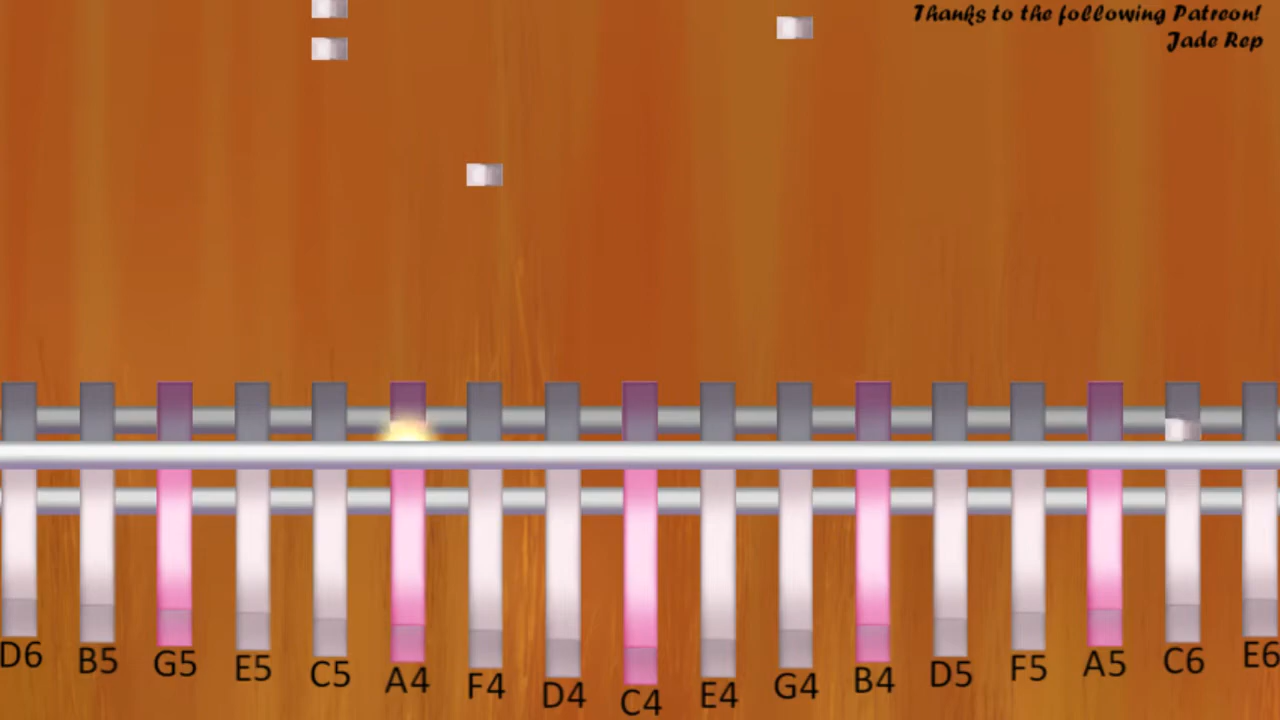 Thanks to the following Patreon!
Jade Rep
D6 B5 G5 E5 C5 A4 F4 D4 C4 E4 G4 B4 D5 F5 A5 C6 E6